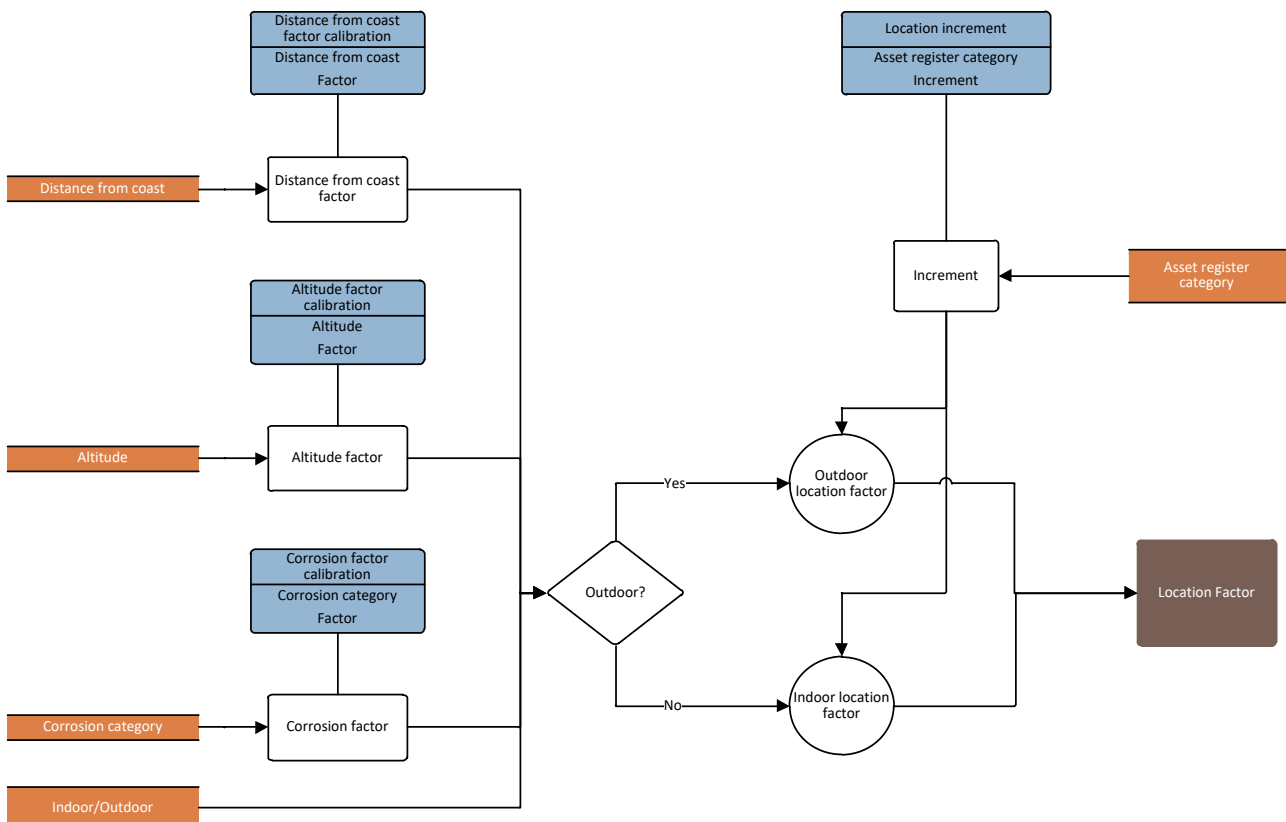 Distance from coast
factor calibration
Distance from coast
Factor
Location increment
Asset register category
Increment
Distance from coast
Distance from coast
factor
Increment
Asset register
category
Altitude factor
calibration
Altitude
Factor
Altitude
Altitude factor
Yes
Outdoor
location factor
Corrosion factor
calibration
Corrosion category
Factor
Outdoor?
Location Factor
Corrosion category
Corrosion factor
No
Indoor location
factor
Indoor/Outdoor